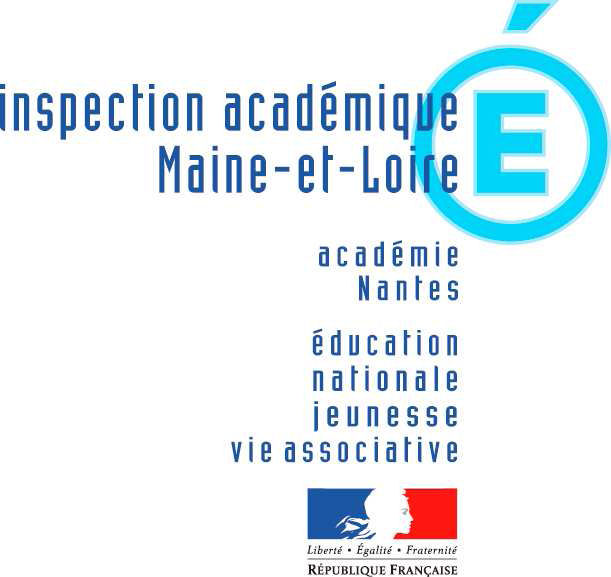 inspection académique
Maine-et-Loire
É
académie
Nantes
éducation
nationale
jeunesse
vie associative
Liberté • Égalité • Fraternité
RÉPUBLIQUE FRANÇAISE